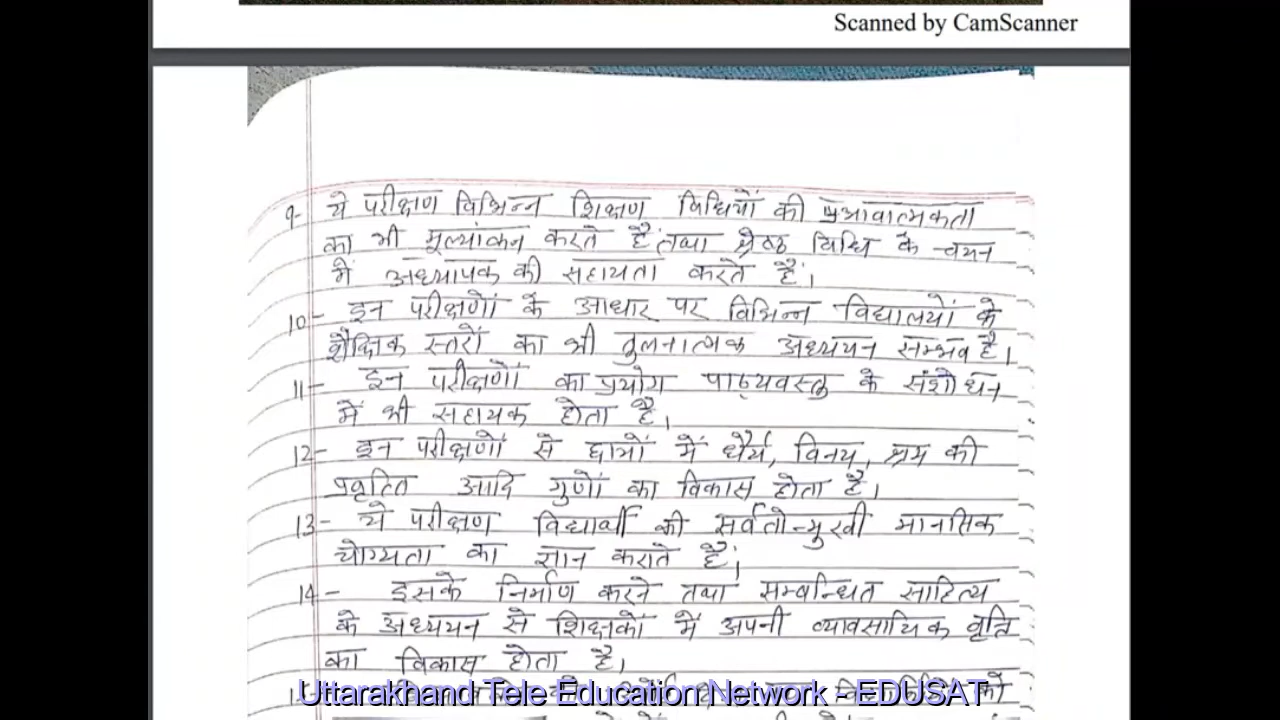 Scanned by CamScanner
9- ये परीक्षण विभिन्न शिक्षण विधियों की प्रभावात्मकता
का भी मूल्यांकन करते हैं तथा श्रेष्ठ विधि के चयन
में अध्यापक की सहायता करते हैं।
10- इन परीक्षणों के आधार पर विभिन्न विद्यालयों के
शैक्षिक स्तरों का भी तुलनात्मक अध्ययन सम्भव है।
11- इन परीक्षणों का प्रयोग पाठ्यवस्तु के संशोधन
में भी सहायक होता है।
12- इन परीक्षणों से छात्रों में धैर्य, विनय, श्रम की
प्रवृत्ति आदि गुणों का विकास होता है।
13- ये परीक्षण विद्यार्थी की सर्वतोन्मुखी मानसिक
योग्यता का ज्ञान कराते हैं।
14- इसके निर्माण करने तथा सम्बन्धित साहित्य
के अध्ययन से शिक्षकों में अपनी व्यावसायिक वृत्ति
का विकास होता है।
Uttarakhand Tele Education Network - EDUSAT